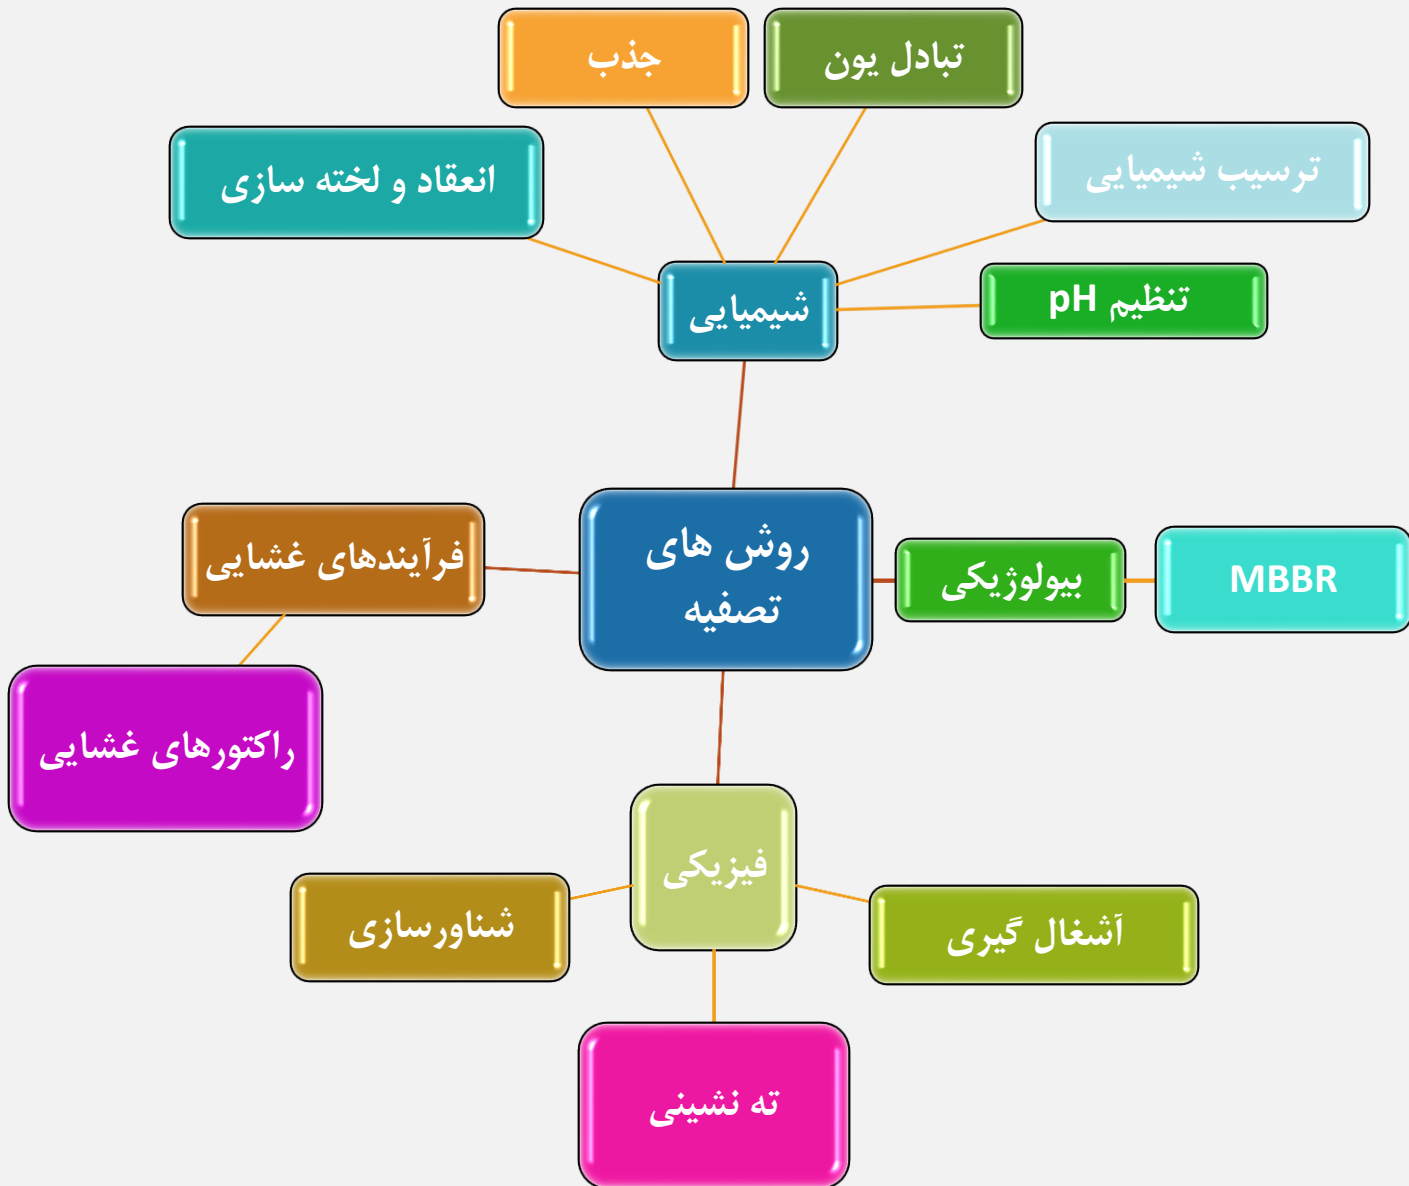 تبادل یون
جذب
ترسیب شیمیایی
انعقاد و لخته سازی
تنظیم pH
شیمیایی
روش های
تصفیه
فرآیندهای غشایی
بیولوژیکی
MBBR
راکتورهای غشایی
فیزیکی
آشغال گیری
شناورسازی
ته نشینی